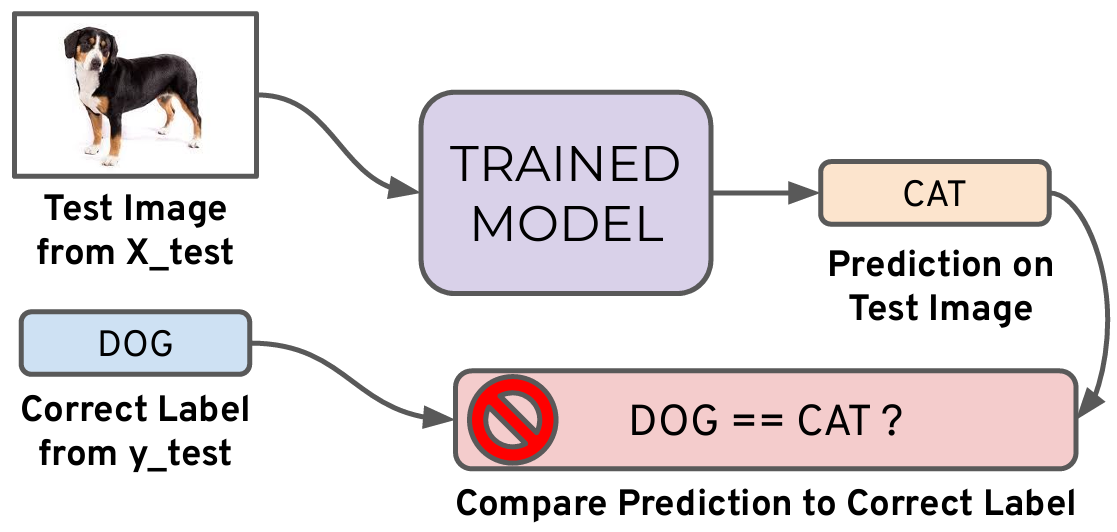 TRAINED
MODEL
CAT
Test Image
from X_test
Prediction on
Test Image
DOG
Correct Label
from y_test
DOG == CAT ?
Compare Prediction to Correct Label